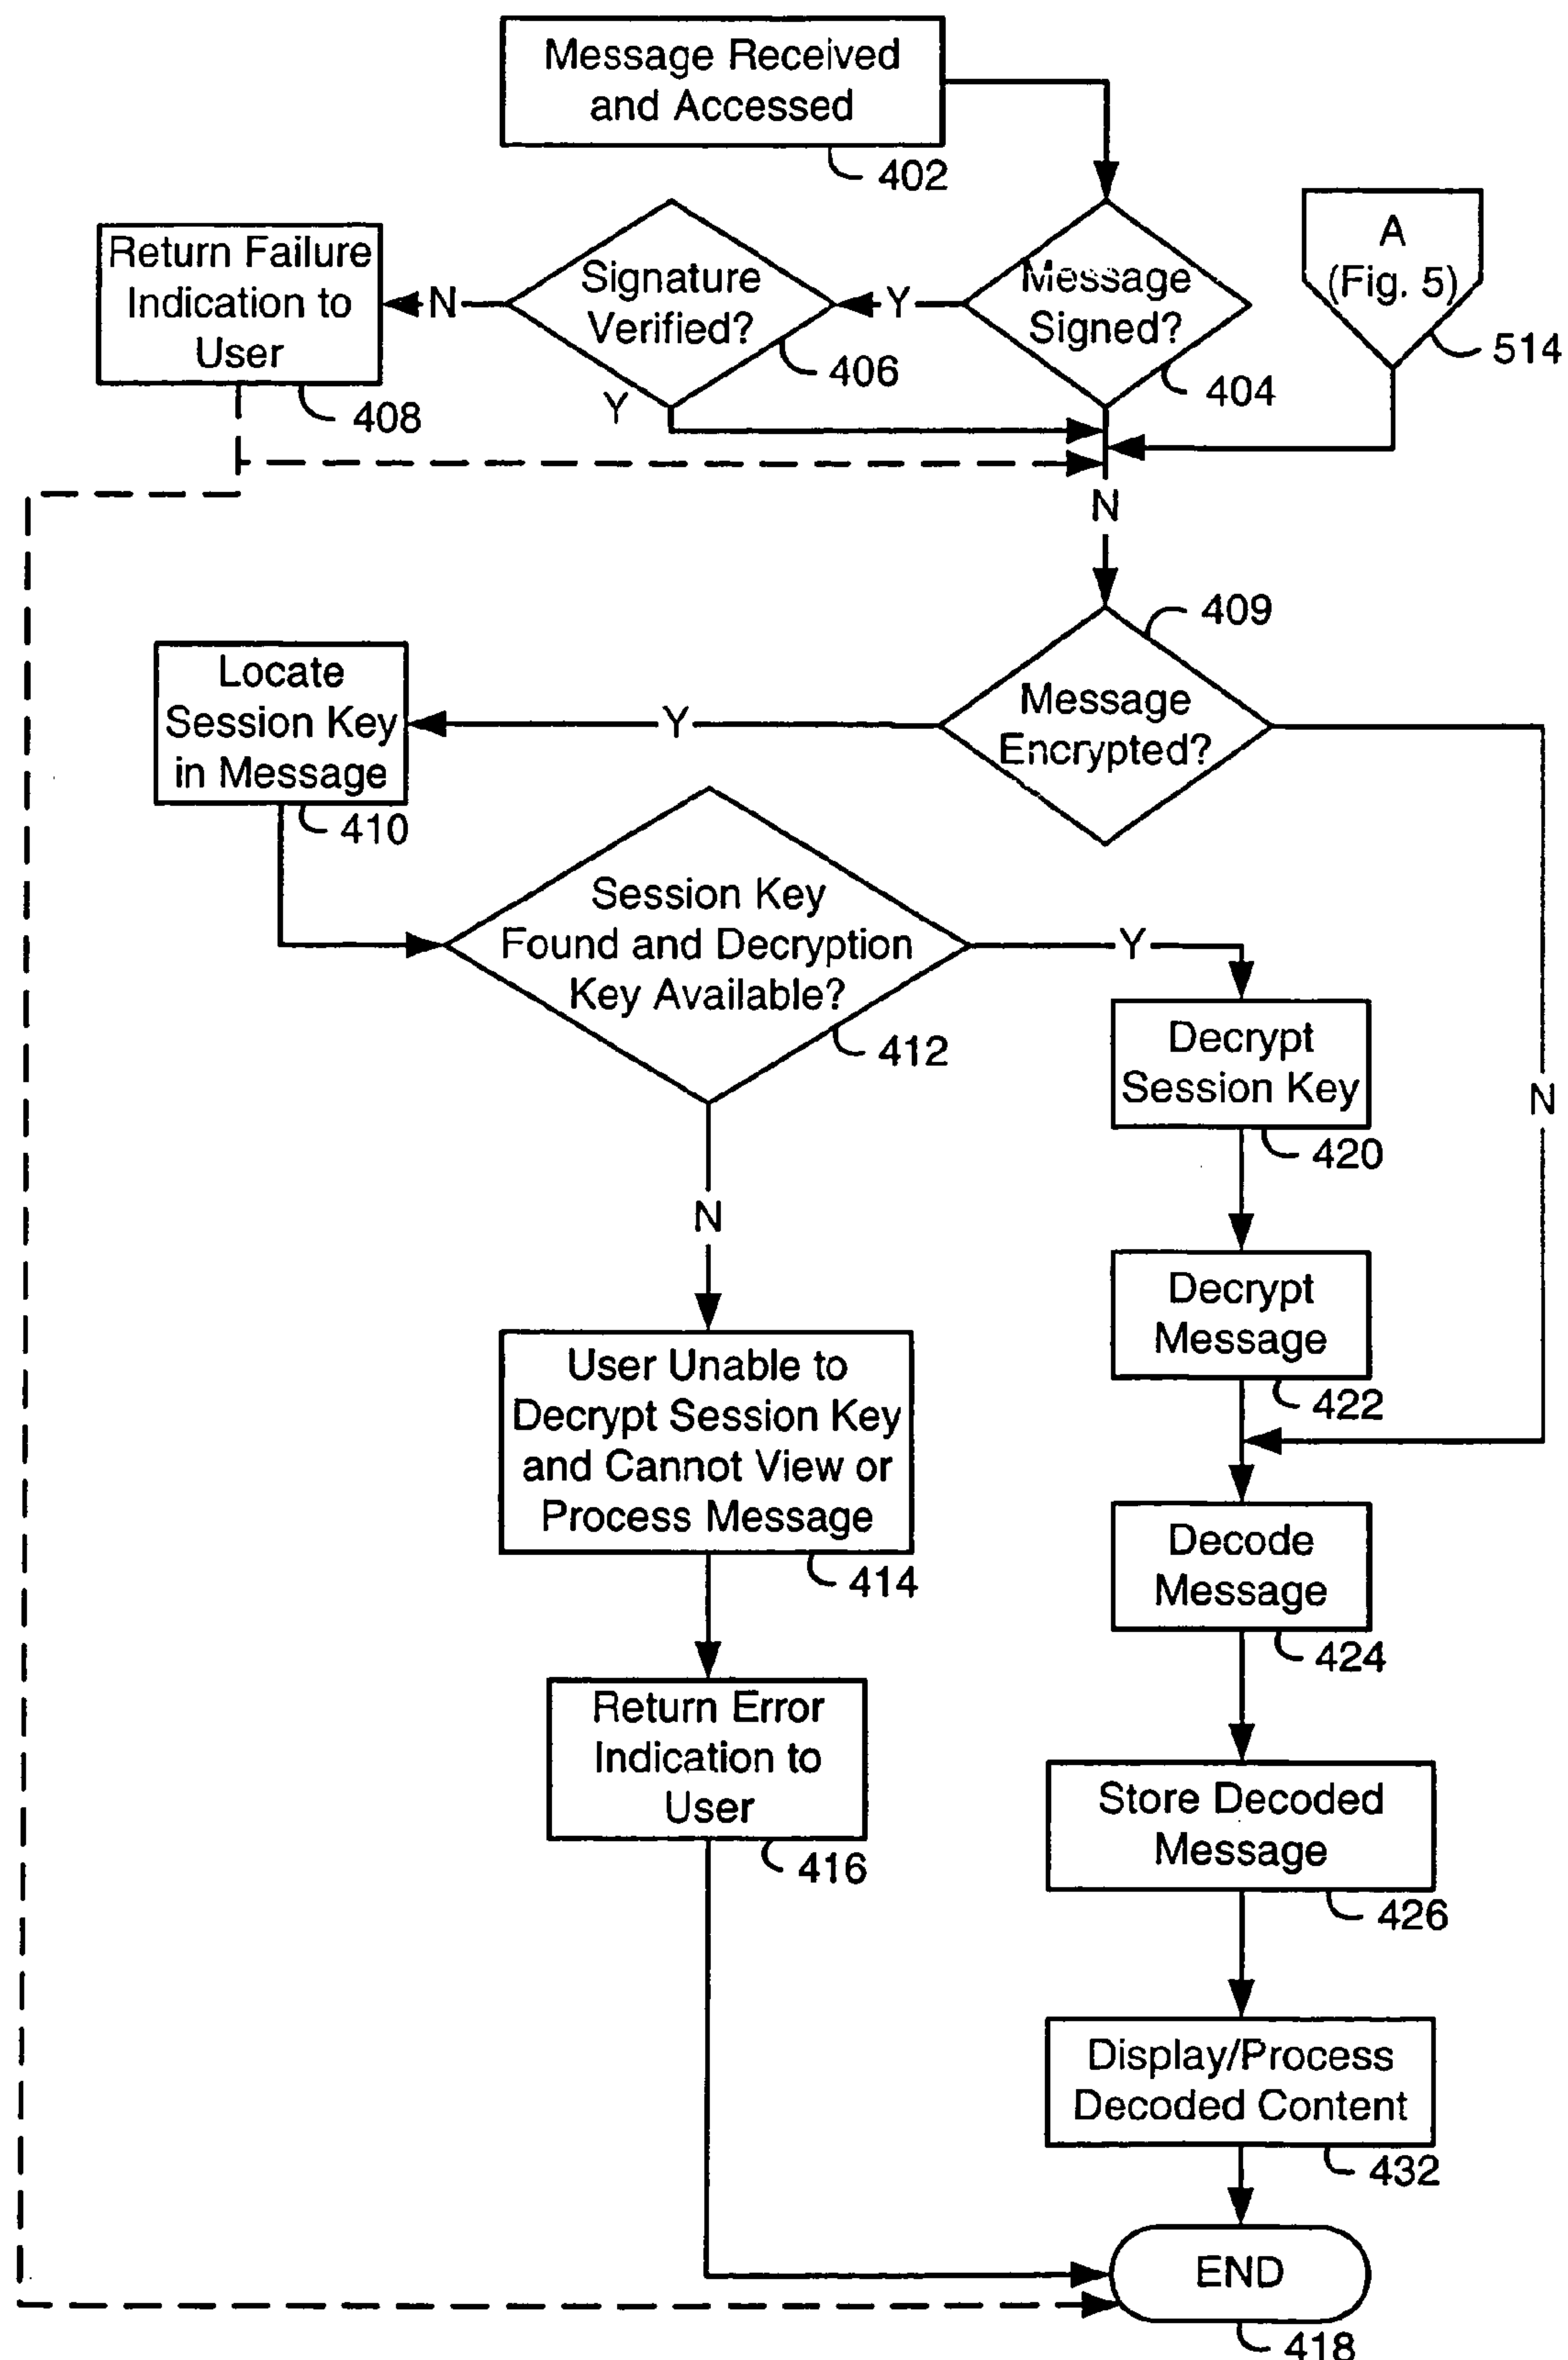 Message Received
and Accessed
402
Return Failure
Indication to
User
408
N
Signature
Verified?
406
Y
Y
Message
Signed?
404
A
(Fig. 5)
514
N
409
Message
Encrypted?
Y
N
Locate
Session Key
in Message
410
Session Key
Found and Decryption
Key Available?
412
Y
N
Decrypt
Session Key
420
Decrypt
Message
422
User Unable to
Decrypt Session Key
and Cannot View or
Process Message
414
Decode
Message
424
Return Error
Indication to
User
416
Store Decoded
Message
426
Display/Process
Decoded Content
432
END
418